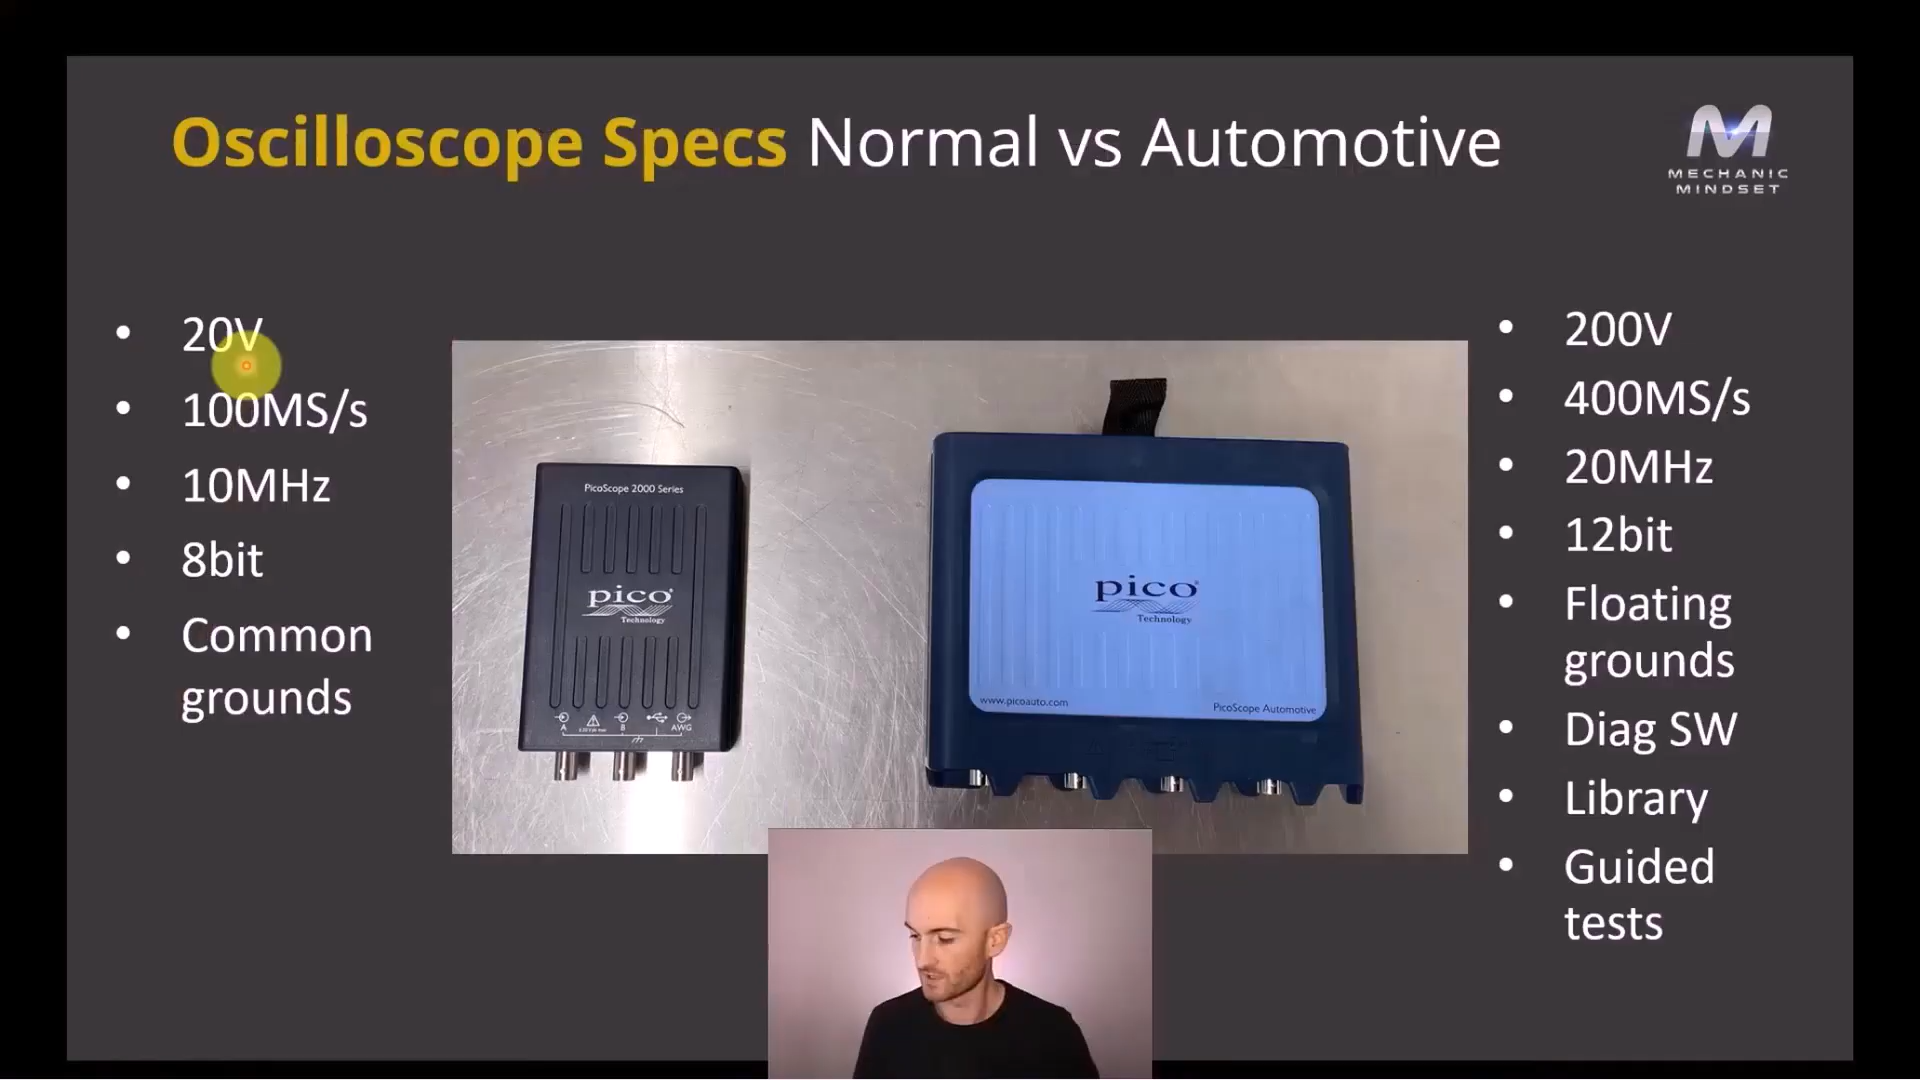 Oscilloscope Specs Normal vs Automotive
M
MECHANIC
MINDSET
20V
100MS/s
10MHz
8bit
Common
grounds
PicoScope 2000 Series
pico
Technology
A
B
AWG
pico
Technology
www.picoauto.com
PicoScope Automotive
200V
400MS/s
20MHz
12bit
Floating
grounds
Diag SW
Library
Guided
tests